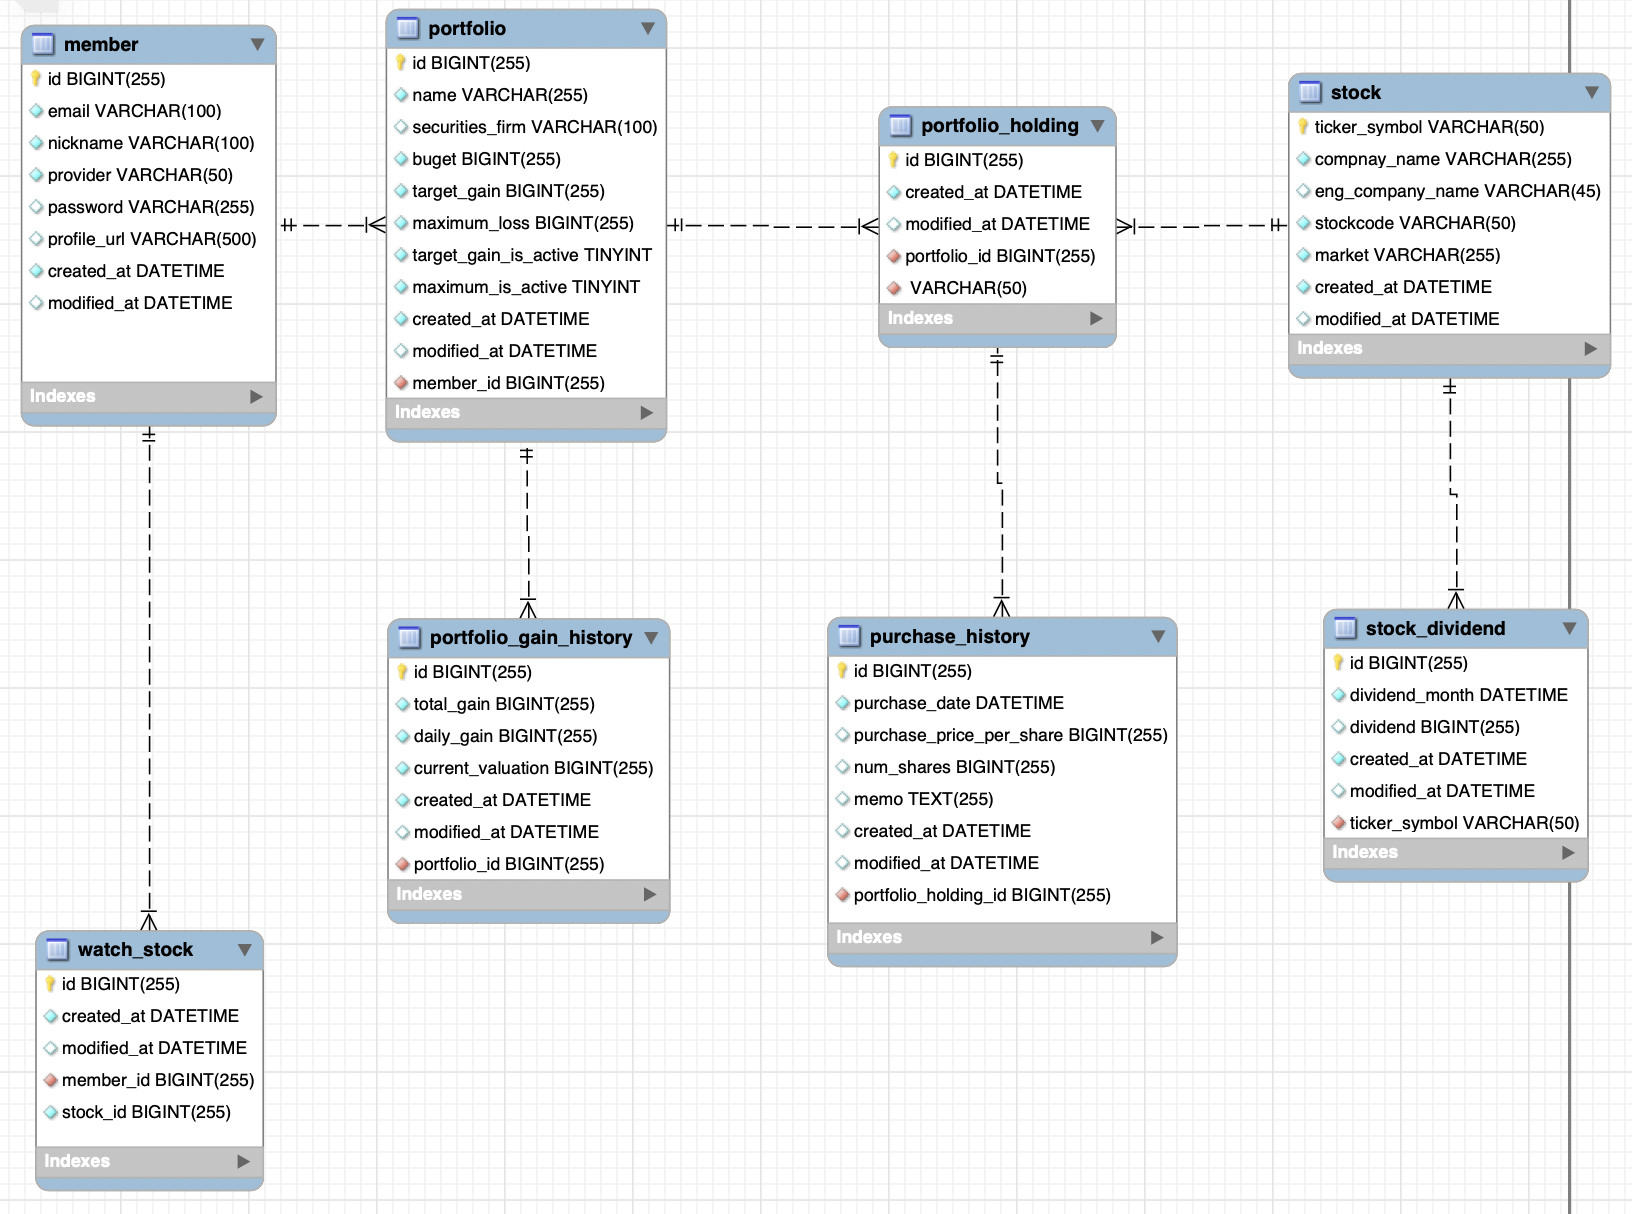 member
id BIGINT(255)
email VARCHAR(100)
nickname VARCHAR(100)
provider VARCHAR(50)
password VARCHAR(255)
profile_url VARCHAR(500)
created_at DATETIME
modified_at DATETIME
Indexes
portfolio
id BIGINT(255)
name VARCHAR(255)
securities_firm VARCHAR(100)
buget BIGINT(255)
target_gain BIGINT(255)
maximum_loss BIGINT(255)
target_gain_is_active TINYINT
maximum_is_active TINYINT
created_at DATETIME
modified_at DATETIME
member_id BIGINT(255)
Indexes
portfolio_holding
id BIGINT(255)
created_at DATETIME
modified_at DATETIME
portfolio_id BIGINT(255)
VARCHAR(50)
Indexes
stock
ticker_symbol VARCHAR(50)
compnay_name VARCHAR(255)
eng_company_name VARCHAR(45)
stockcode VARCHAR(50)
market VARCHAR(255)
created_at DATETIME
modified_at DATETIME
Indexes
portfolio_gain_history
id BIGINT(255)
total_gain BIGINT(255)
daily_gain BIGINT(255)
current_valuation BIGINT(255)
created_at DATETIME
modified_at DATETIME
portfolio_id BIGINT(255)
Indexes
purchase_history
id BIGINT(255)
purchase_date DATETIME
purchase_price_per_share BIGINT(255)
num_shares BIGINT(255)
memo TEXT(255)
created_at DATETIME
modified_at DATETIME
portfolio_holding_id BIGINT(255)
Indexes
stock_dividend
id BIGINT(255)
dividend_month DATETIME
dividend BIGINT(255)
created_at DATETIME
modified_at DATETIME
ticker_symbol VARCHAR(50)
Indexes
watch_stock
id BIGINT(255)
created_at DATETIME
modified_at DATETIME
member_id BIGINT(255)
stock_id BIGINT(255)
Indexes